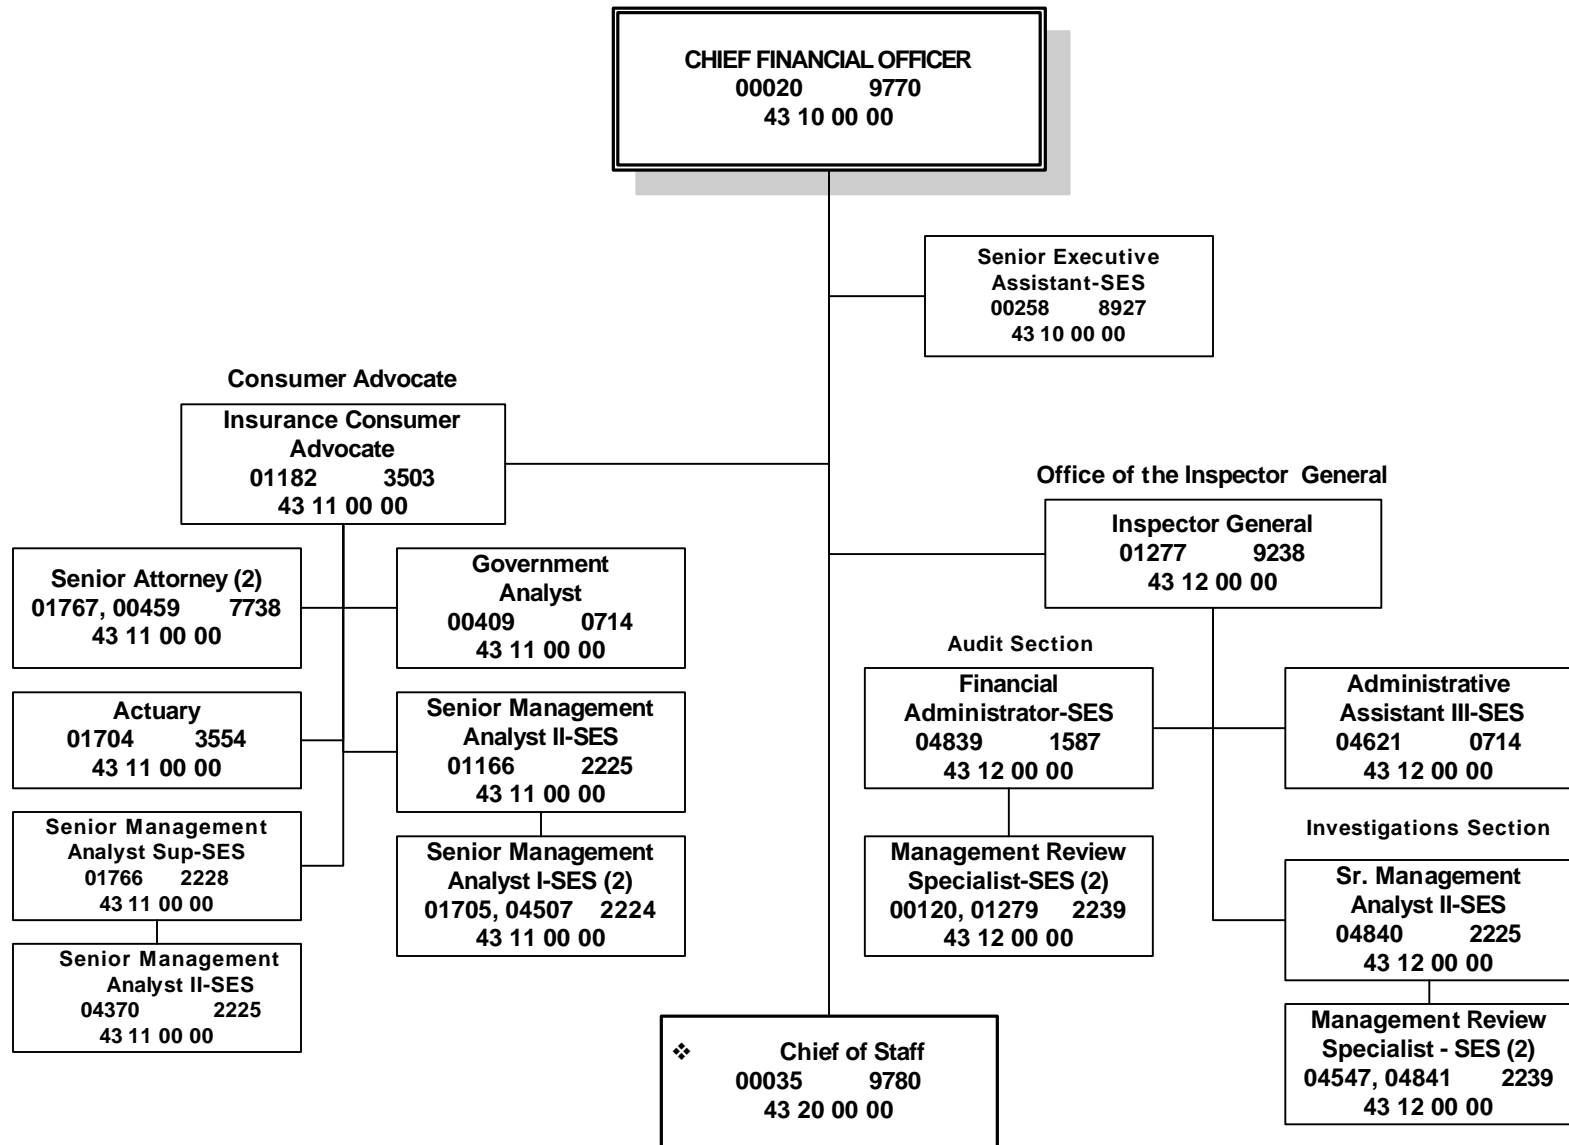 CHIEF FINANCIAL OFFICER
00020 9770
43 10 00 00
Senior Executive
Assistant-SES
00258 8927
43 10 00 00
Consumer Advocate
Insurance Consumer
Advocate
01182 3503
43 11 00 00
Senior Attorney (2)
01767, 00459 7738
43 11 00 00
Government
Analyst
00409 0714
43 11 00 00
Actuary
01704 3554
43 11 00 00
Senior Management
Analyst II-SES
01166 2225
43 11 00 00
Senior Management
Analyst Sup-SES
01766 2228
43 11 00 00
Senior Management
Analyst I-SES (2)
01705, 04507 2224
43 11 00 00
Senior Management
Analyst II-SES
04370 2225
43 11 00 00
Office of the Inspector General
Inspector General
01277 9238
43 12 00 00
Audit Section
Financial
Administrator-SES
04839 1587
43 12 00 00
Administrative
Assistant III-SES
04621 0714
43 12 00 00
Management Review
Specialist-SES (2)
00120, 01279 2239
43 12 00 00
Investigations Section
Sr. Management
Analyst II-SES
04840 2225
43 12 00 00
Management Review
Specialist - SES (2)
04547, 04841 2239
43 12 00 00
❖ Chief of Staff
00035 9780
43 20 00 00